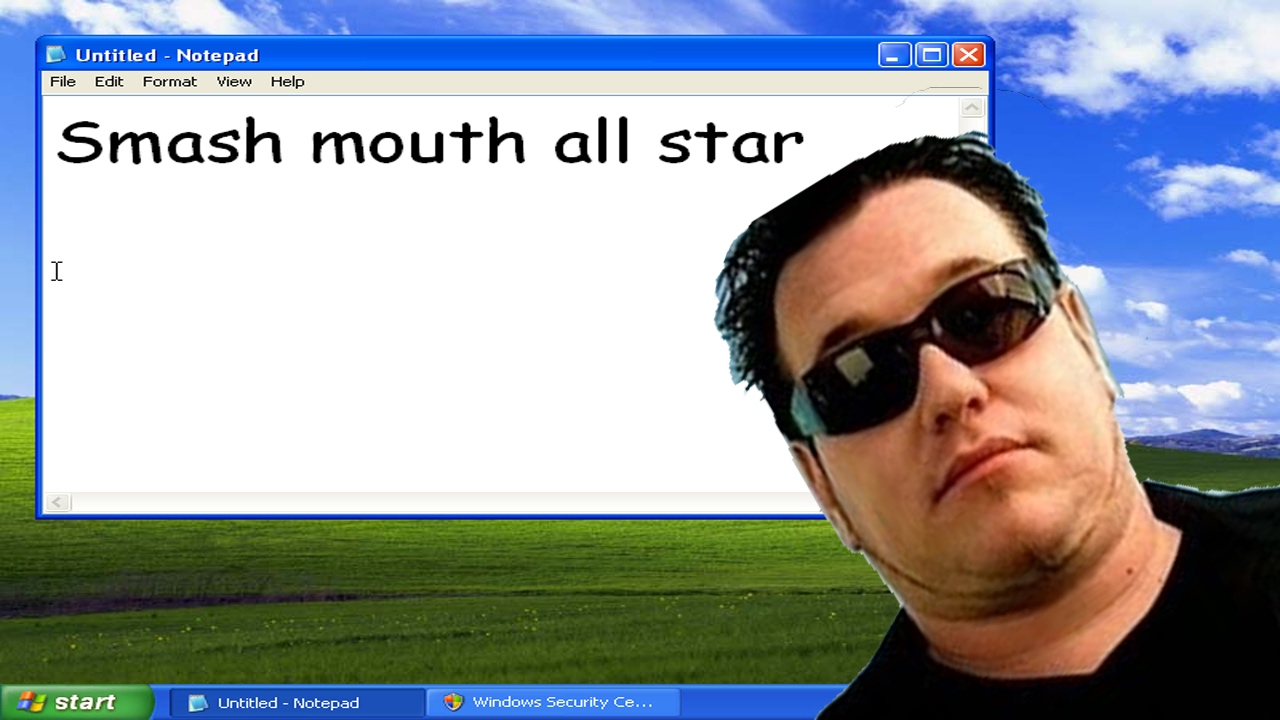 Untitled - Notepad
File Edit Format View Help
Smash mouth all star
start
Untitled - Notepad
Windows Security Ce...